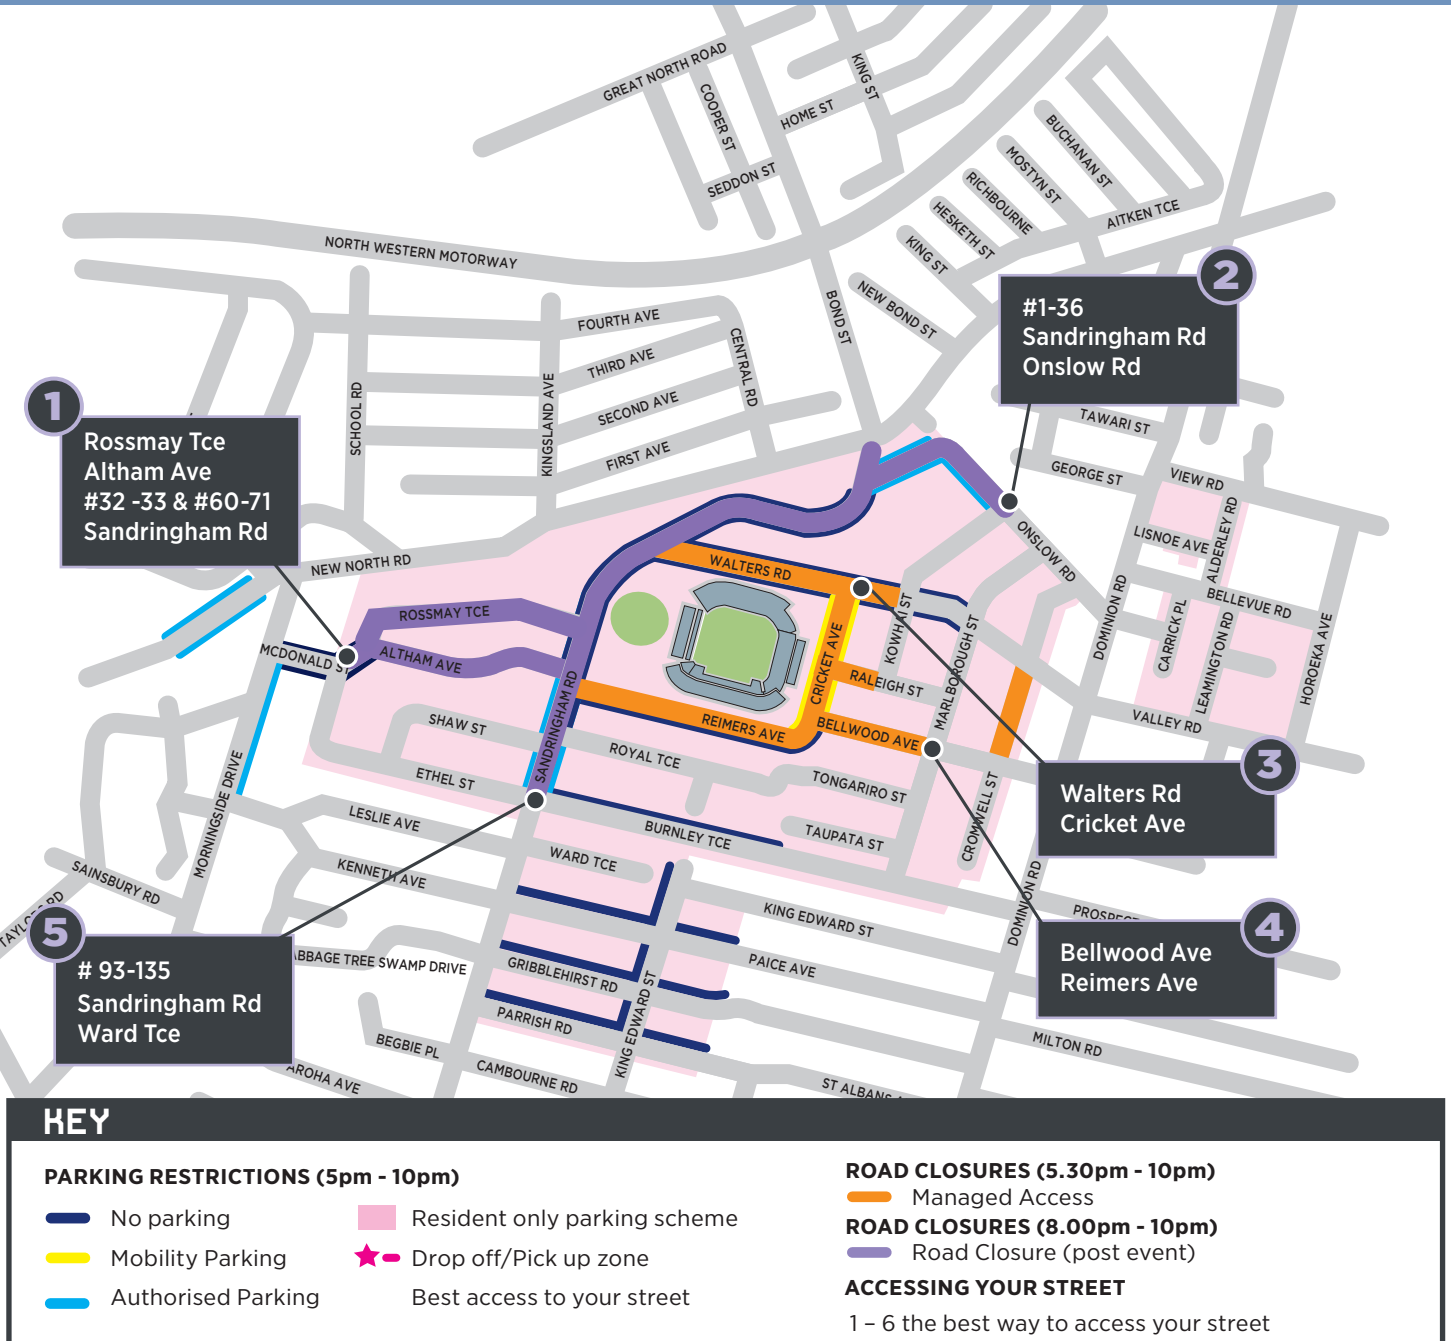 GREAT NORTH ROAD
COOPER ST
KING ST
HOME ST
SEDDON ST
BUCHANAN ST
MOSTYN ST
RICHBOURNE
HESKETH ST
KING ST
AITKEN TCE
NORTH WESTERN MOTORWAY
BOND ST
NEW BOND ST
2
#1-36
Sandringham Rd
Onslow Rd
FOURTH AVE
THIRD AVE
SECOND AVE
FIRST AVE
CENTRAL RD
SCHOOL RD
KINGSLAND AVE
1
Rossmay Tce
Altham Ave
#32 -33 & #60-71
Sandringham Rd
TAWARI ST
GEORGE ST
VIEW RD
LISNOE AVE
ALDERLEY RD
BELLEVUE RD
ONSLOW RD
DOMINION RD
CARRICK PL
LEAMINGTON RD
HOROEKA AVE
VALLEY RD
NEW NORTH RD
ROSSMAY TCE
ALTHAM AVE
MCDONALD ST
WALTERS RD
CRICKET AVE
KOWHAI ST
MARLBOROUGH ST
RALEIGH ST
BELLWOOD AVE
REIMERS AVE
SANDRINGHAM RD
SHAW ST
ROYAL TCE
ETHEL ST
TONGARIRO ST
TAUPATA ST
CROMWELL ST
BURNLEY TCE
MORNINGSIDE DRIVE
LESLIE AVE
WARD TCE
KENNETH AVE
SAINSBURY RD
3
Walters Rd
Cricket Ave
DOMINION RD
KING EDWARD ST
PAICE AVE
4
Bellwood Ave
Reimers Ave
5
# 93-135
Sandringham Rd
Ward Tce
SWAMP DRIVE
TREE
GRIBBLEHIRST RD
PARRISH RD
KING EDWARD ST
BEGBIE PL
CAMBOURNE RD
AROHA AVE
MILTON RD
ST ALBANS
KEY
PARKING RESTRICTIONS (5pm - 10pm)
No parking
Mobility Parking
Authorised Parking
Resident only parking scheme
Drop off/Pick up zone
Best access to your street
ROAD CLOSURES (5.30pm - 10pm)
Managed Access
ROAD CLOSURES (8.00pm - 10pm)
Road Closure (post event)
ACCESSING YOUR STREET
1 – 6 the best way to access your street